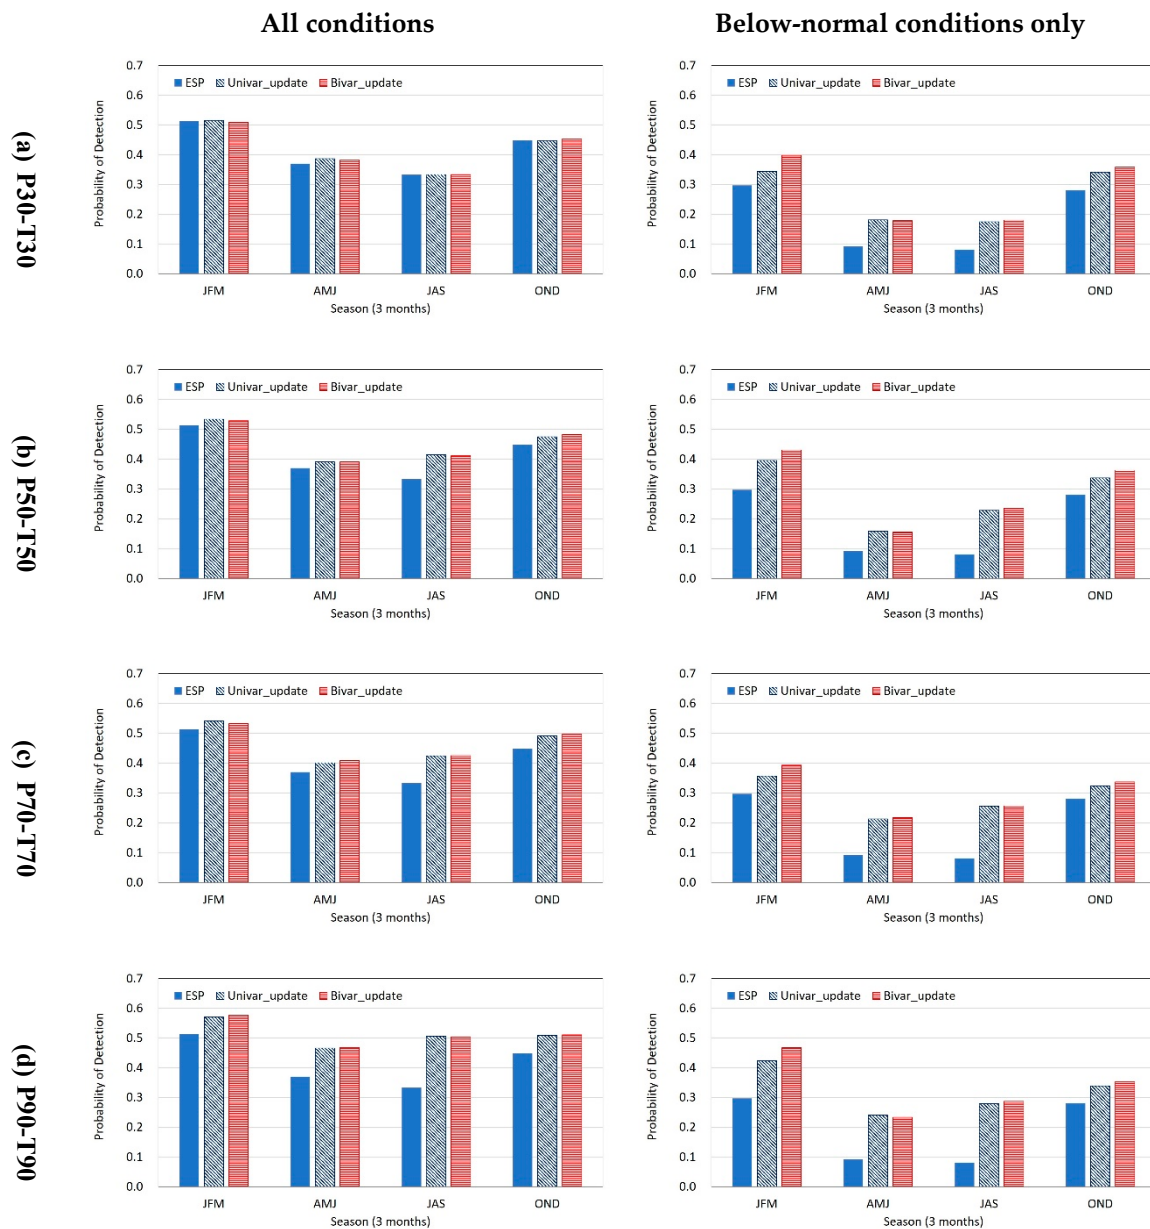 All conditions
Below-normal conditions only
(a) P30-T30
Probability of Detection
0.7
0.6
0.5
0.4
0.3
0.2
0.1
0.0
ESP Univar_update Bivar_update
JFM AMJ JAS OND
Season (3 months)
Probability of Detection
0.7
0.6
0.5
0.4
0.3
0.2
0.1
0.0
ESP Univar_update Bivar_update
JFM AMJ JAS OND
Season (3 months)
(b) P50-T50
Probability of Detection
0.7
0.6
0.5
0.4
0.3
0.2
0.1
0.0
ESP Univar_update Bivar_update
JFM AMJ JAS OND
Season (3 months)
Probability of Detection
0.7
0.6
0.5
0.4
0.3
0.2
0.1
0.0
ESP Univar_update Bivar_update
JFM AMJ JAS OND
Season (3 months)
(c) P70-T70
Probability of Detection
0.7
0.6
0.5
0.4
0.3
0.2
0.1
0.0
ESP Univar_update Bivar_update
JFM AMJ JAS OND
Season (3 months)
Probability of Detection
0.7
0.6
0.5
0.4
0.3
0.2
0.1
0.0
ESP Univar_update Bivar_update
JFM AMJ JAS OND
Season (3 months)
(d) P90-T90
Probability of Detection
0.7
0.6
0.5
0.4
0.3
0.2
0.1
0.0
ESP Univar_update Bivar_update
JFM AMJ JAS OND
Season (3 months)
Probability of Detection
0.7
0.6
0.5
0.4
0.3
0.2
0.1
0.0
ESP Univar_update Bivar_update
JFM AMJ JAS OND
Season (3 months)